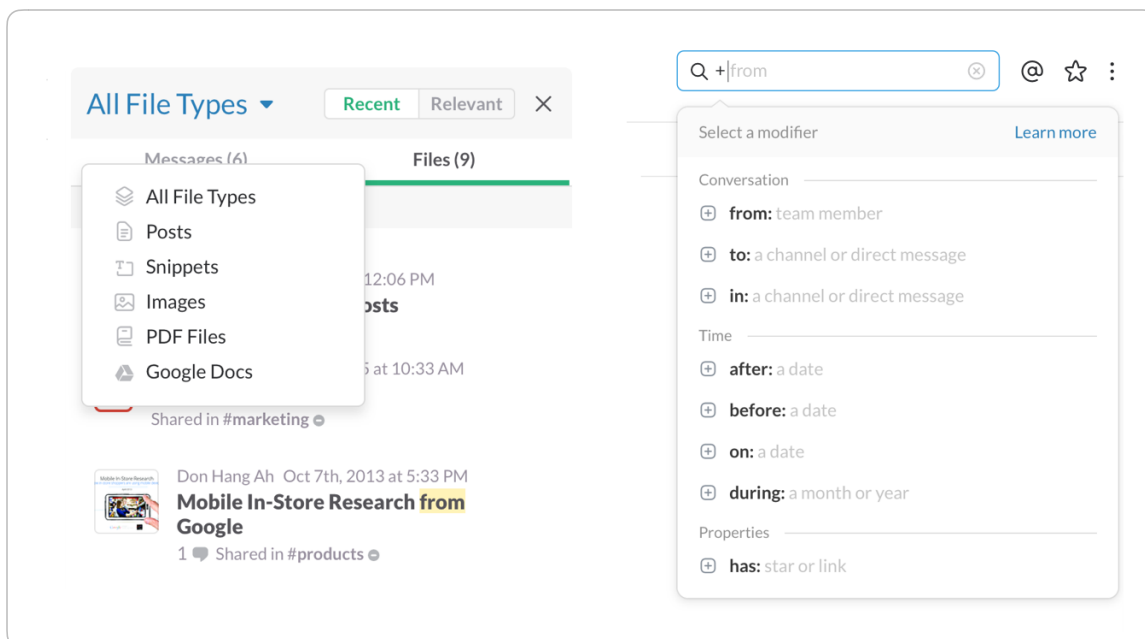 All File Types
Recent Relevant
Messages (6) Files (9)
All File Types
Posts
Snippets
Images
PDF Files
Google Docs
12:06 PM
osts
at 10:33 AM
Shared in #marketing
Mobile In-Store Research
Don Hang Ah Oct 7th, 2013 at 5:33 PM
Mobile In-Store Research from
Google
1 Shared in #products
+from
@
Select a modifier Learn more
Conversation
from: team member
to: a channel or direct message
in: a channel or direct message
Time
after: a date
before: a date
on: a date
during: a month or year
Properties
has: star or link